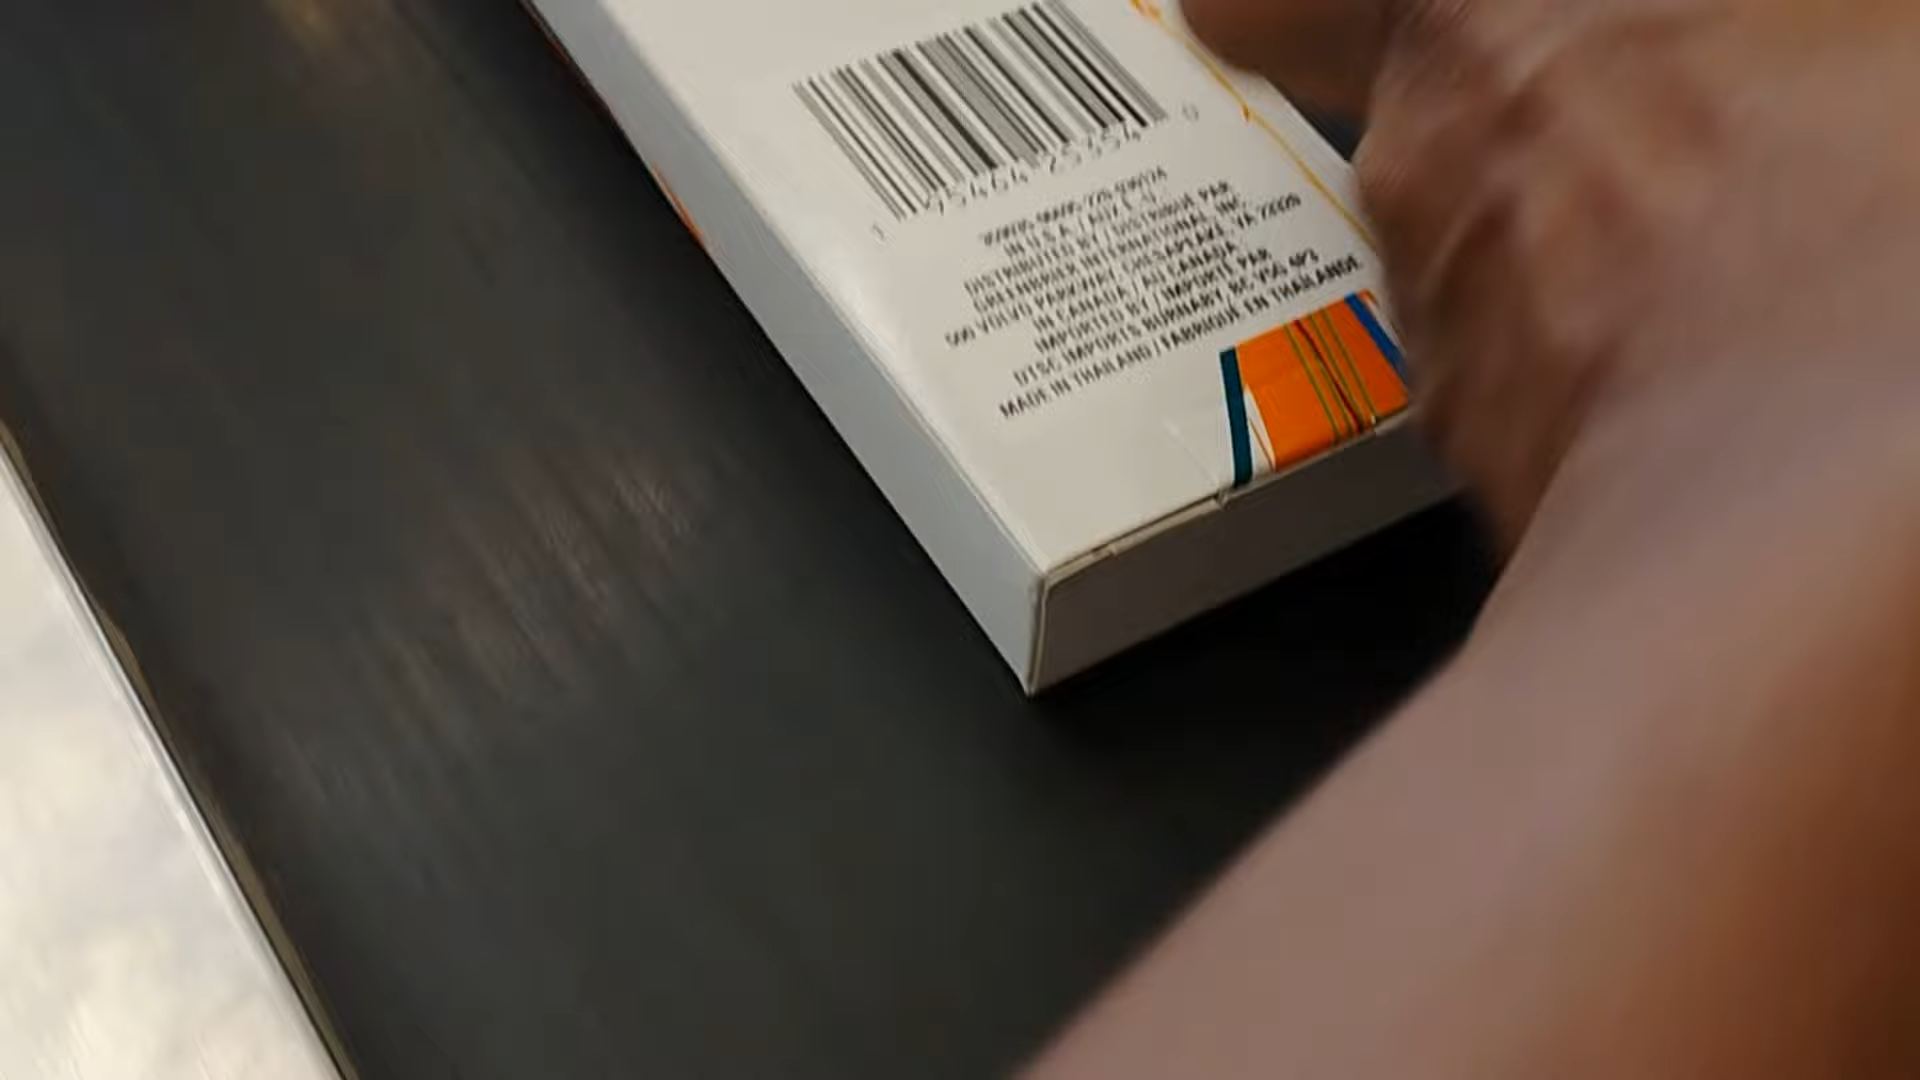 IN U.S.A. / AUX É.-U.
DISTRIBUTED BY / DISTRIBUÉ PAR
GREENBRIER INTERNATIONAL, INC.
500 VOLVO PARKWAY, CHESAPEAKE, VA 23320
IN CANADA / AU CANADA
IMPORTED BY / IMPORTÉ PAR
DTSC IMPORTS BURNABY, BC V5G 4P3
MADE IN THAILAND / FABRIQUÉ EN THAÏLANDE